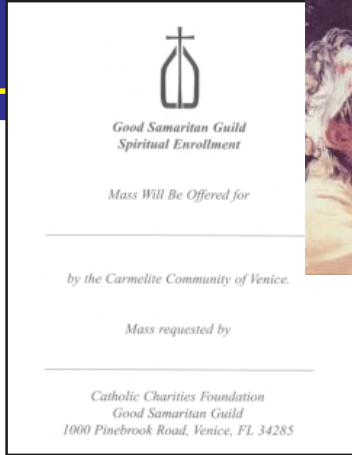 Good Samaritan Guild
Spiritual Enrollment
Mass Will Be Offered for
by the Carmelite Community of Venice.
Mass requested by
Catholic Charities Foundation
Good Samaritan Guild
1000 Pinebrook Road, Venice, FL 34285